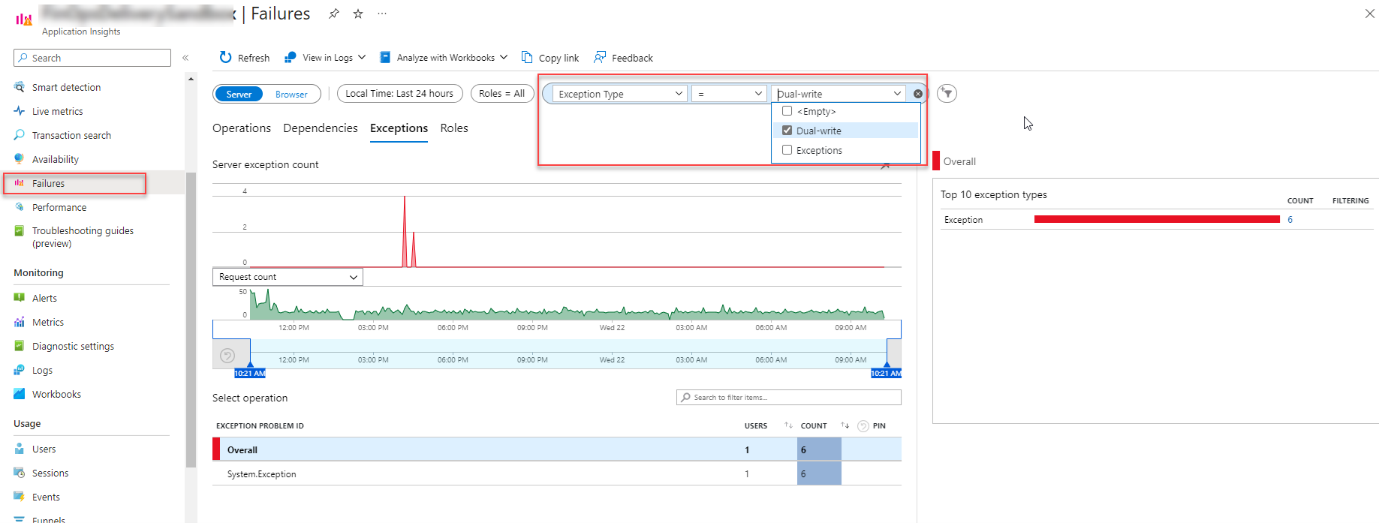 | Failures
Application Insights
Search
Smart detection
Live metrics
Transaction search
Availability
Failures
Performance
Troubleshooting guides
(preview)
Monitoring
Alerts
Metrics
Diagnostic settings
Logs
Workbooks
Usage
Users
Sessions
Events
Funnels
Refresh
View in Logs
Analyze with Workbooks
Copy link
Feedback
Server
Browser
Local Time: Last 24 hours
Roles = All
Exception Type
=
Dual-write
<Empty>
Dual-write
Exceptions
Operations
Dependencies
Exceptions
Roles
Server exception count
4
2
0
Request count
50
0
12:00 PM 03:00 PM 06:00 PM 09:00 PM Wed 22 03:00 AM 06:00 AM 09:00 AM
12:00 PM 03:00 PM 06:00 PM 09:00 PM Wed 22 03:00 AM 06:00 AM 09:00 AM
10:21 AM 10:21 AM
Select operation
Search to filter items...
EXCEPTION PROBLEM ID USERS COUNT PIN
Overall 1 6
System.Exception 1 6
Overall
Top 10 exception types
COUNT FILTERING
Exception 6